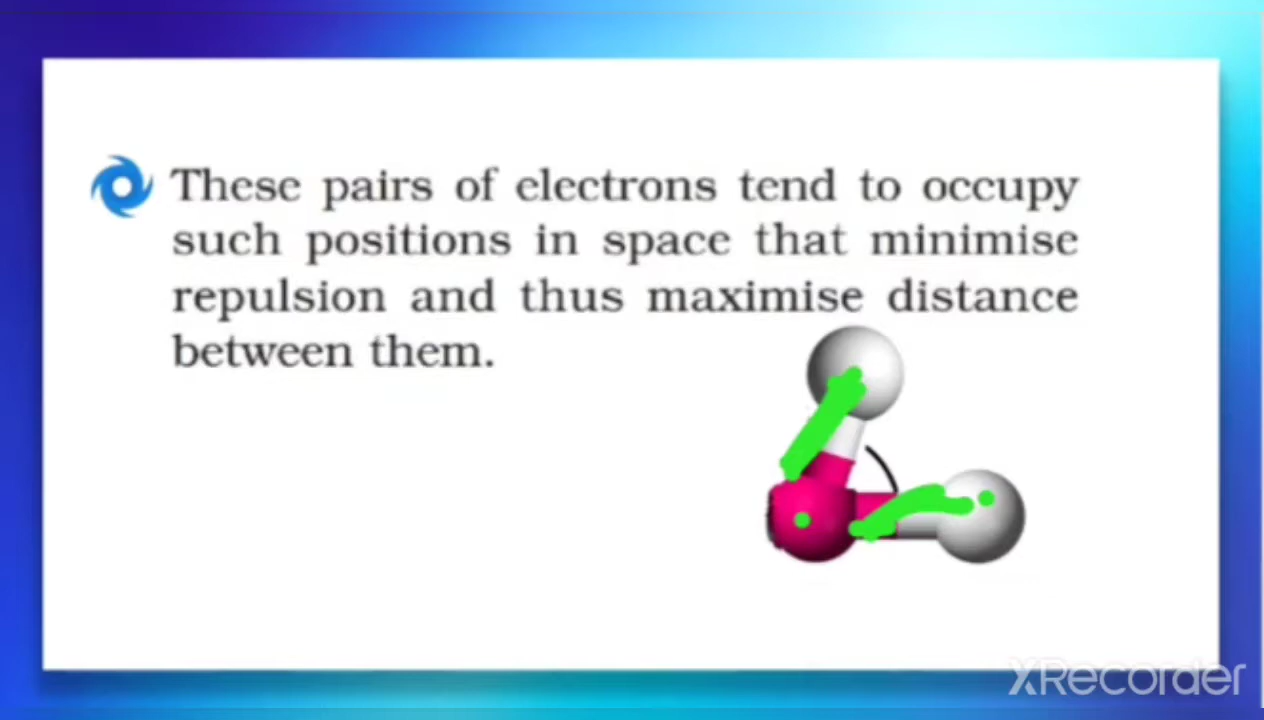 These pairs of electrons tend to occupy
such positions in space that minimise
repulsion and thus maximise distance
between them.
XRecorder